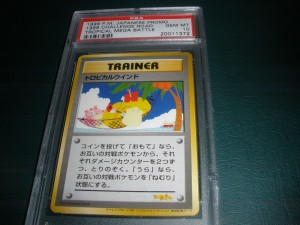 PSA
1999 P.M. JAPANESE PROMO
1999 CHALLENGE ROAD
GEM MT
TROPICAL MEGA BATTLE
20011372
TRAINER
トロピカルウインド
コインを投げて「おもて」なら、
お互いの対戦ポケモンから、それ
ぞれダメージカウンターを2つず
つ、とりのぞく。「うら」なら、
お互いの対戦ポケモンを「ねむり」
状態にする。